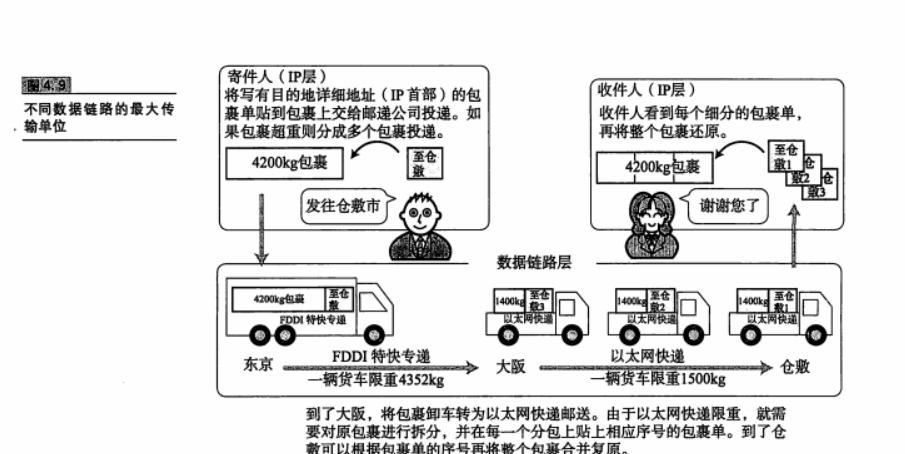 图4.9
不同数据链路的最大传
输单位
寄件人（IP层）
将写有目的地详细地址（IP 首部）的包
裹单贴到包裹上交给邮递公司投递。如
果包裹超重则分成多个包裹投递。
4200kg包裹
至仓
敷
发往仓敷市
收件人（IP层）
收件人看到每个细分的包裹单，
再将整个包裹还原。
4200kg包裹
至仓
敷1
仓
敷2
仓
敷3
谢谢您了
数据链路层
4200kg包裹
至仓
敷
FDDI 特快专递
1400kg
至仓
敷3
以太网快递
1400kg
至仓
敷2
以太网快递
1400kg
至仓
敷1
以太网快递
东京
FDDI 特快专递
一辆货车限重4352kg
大阪
以太网快递
一辆货车限重1500kg
仓敷
到了大阪，将包裹卸车转为以太网快递邮送。由于以太网快递限重，就需
要对原包裹进行拆分，并在每一个分包上贴上相应序号的包裹单。到了仓
敷可以根据包裹单的序号再将整个包裹合并复原。